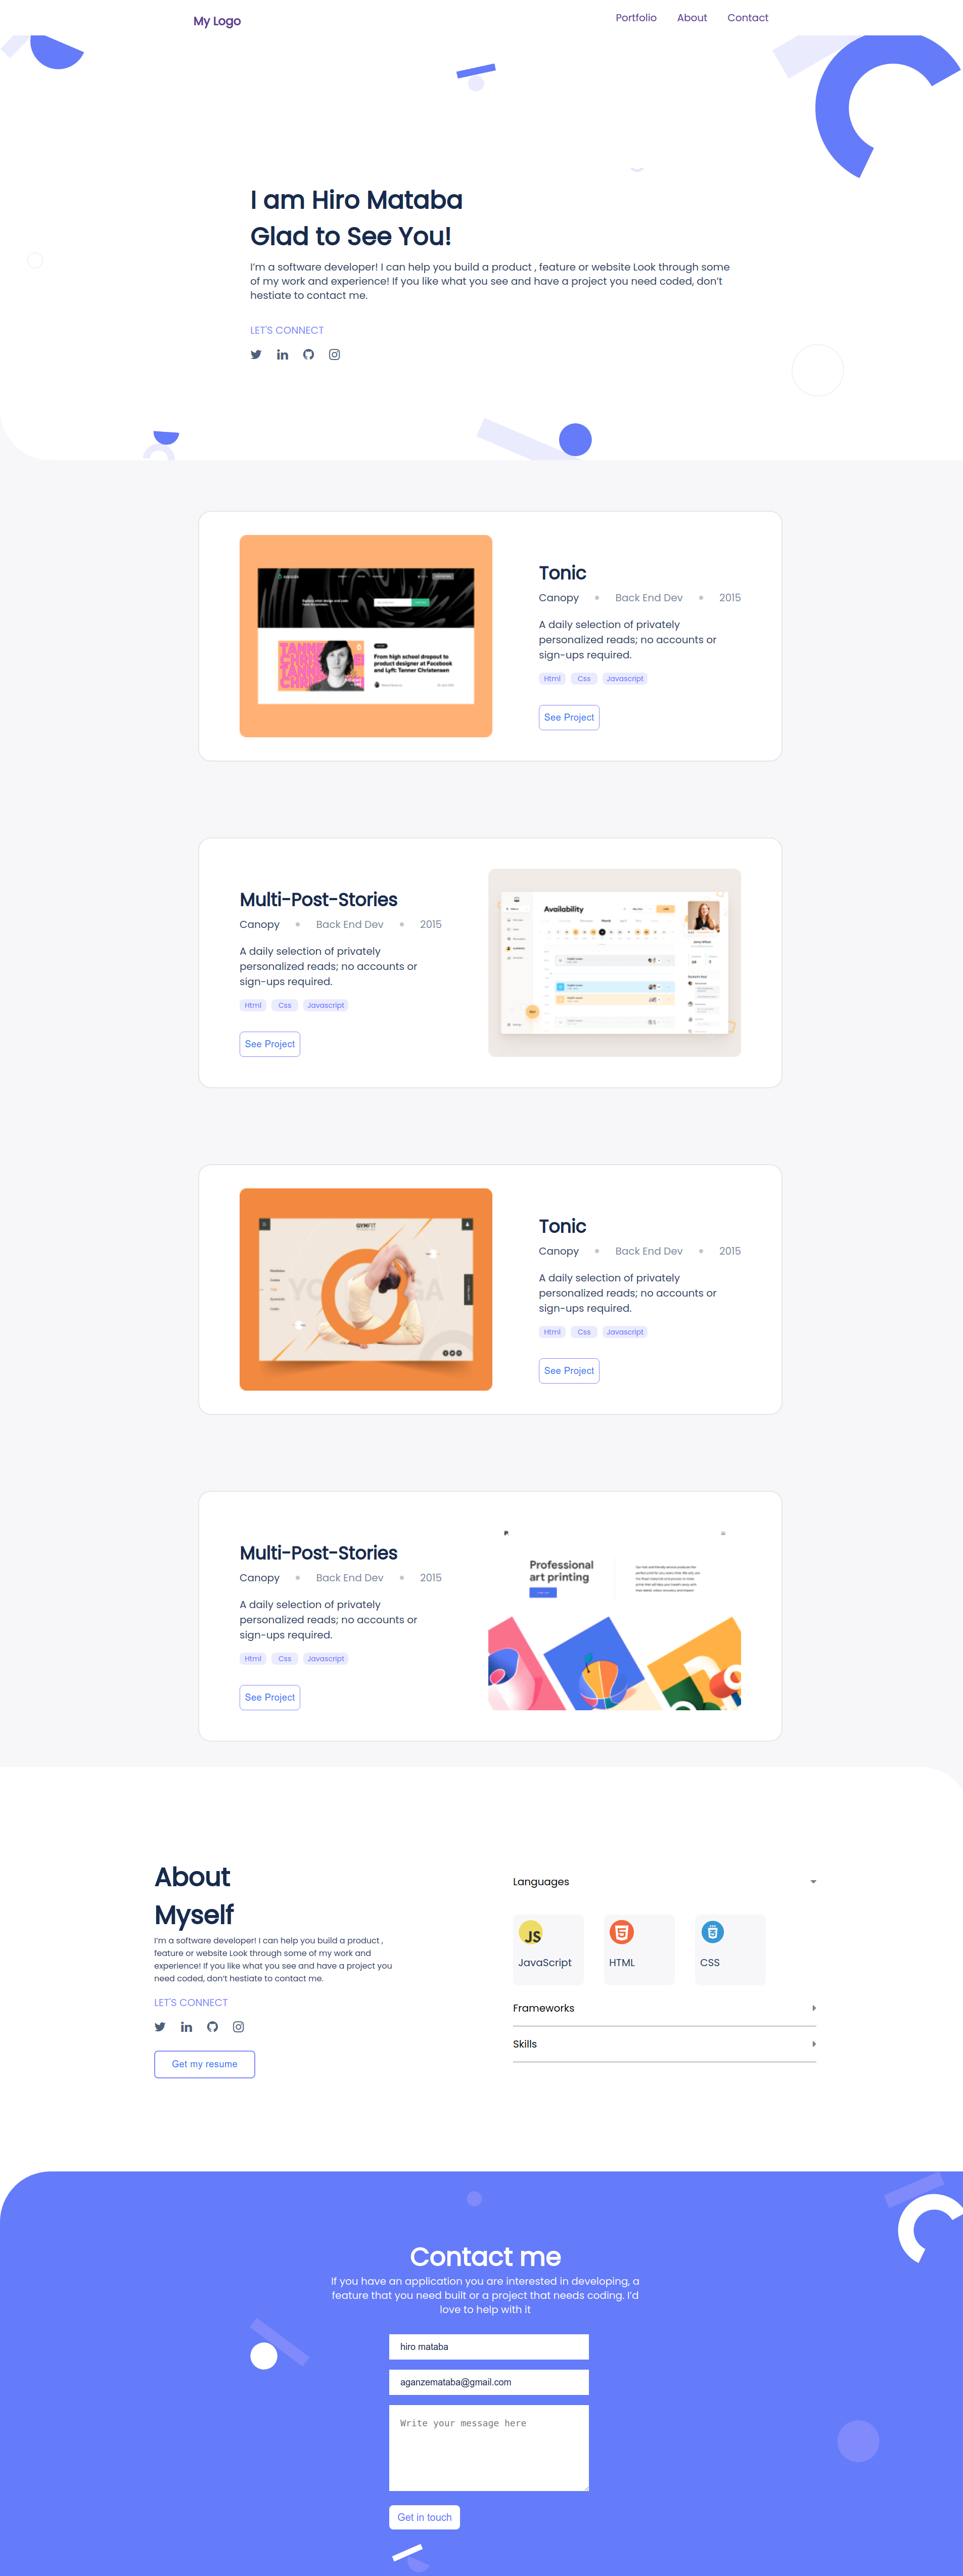 My Logo
Portfolio About Contact
I am Hiro Mataba
Glad to See You!
I'm a software developer! I can help you build a product , feature or website Look through some
of my work and experience! If you like what you see and have a project you need coded, don't
hestiate to contact me.
LET'S CONNECT
Explore what design and code
From high school dropout to
product designer at Facebook
and Lyft: Tanner Christensen
Tonic
Canopy Back End Dev 2015
A daily selection of privately
personalized reads; no accounts or
sign-ups required.
Html Css Javascript
See Project
Multi-Post-Stories
Canopy Back End Dev 2015
A daily selection of privately
personalized reads; no accounts or
sign-ups required.
Html Css Javascript
See Project
Availability
GYMFIT
Tonic
Canopy Back End Dev 2015
A daily selection of privately
personalized reads; no accounts or
sign-ups required.
Html Css Javascript
See Project
Multi-Post-Stories
Canopy Back End Dev 2015
A daily selection of privately
personalized reads; no accounts or
sign-ups required.
Html Css Javascript
See Project
Professional
art printing
About
Myself
I'm a software developer! I can help you build a product ,
feature or website Look through some of my work and
experience! If you like what you see and have a project you
need coded, don't hestiate to contact me.
LET'S CONNECT
Get my resume
Languages
JS
JavaScript HTML CSS
Frameworks
Skills
Contact me
If you have an application you are interested in developing, a
feature that you need built or a project that needs coding. I'd
love to help with it
hiro mataba
aganzemataba@gmail.com
Write your message here
Get in touch